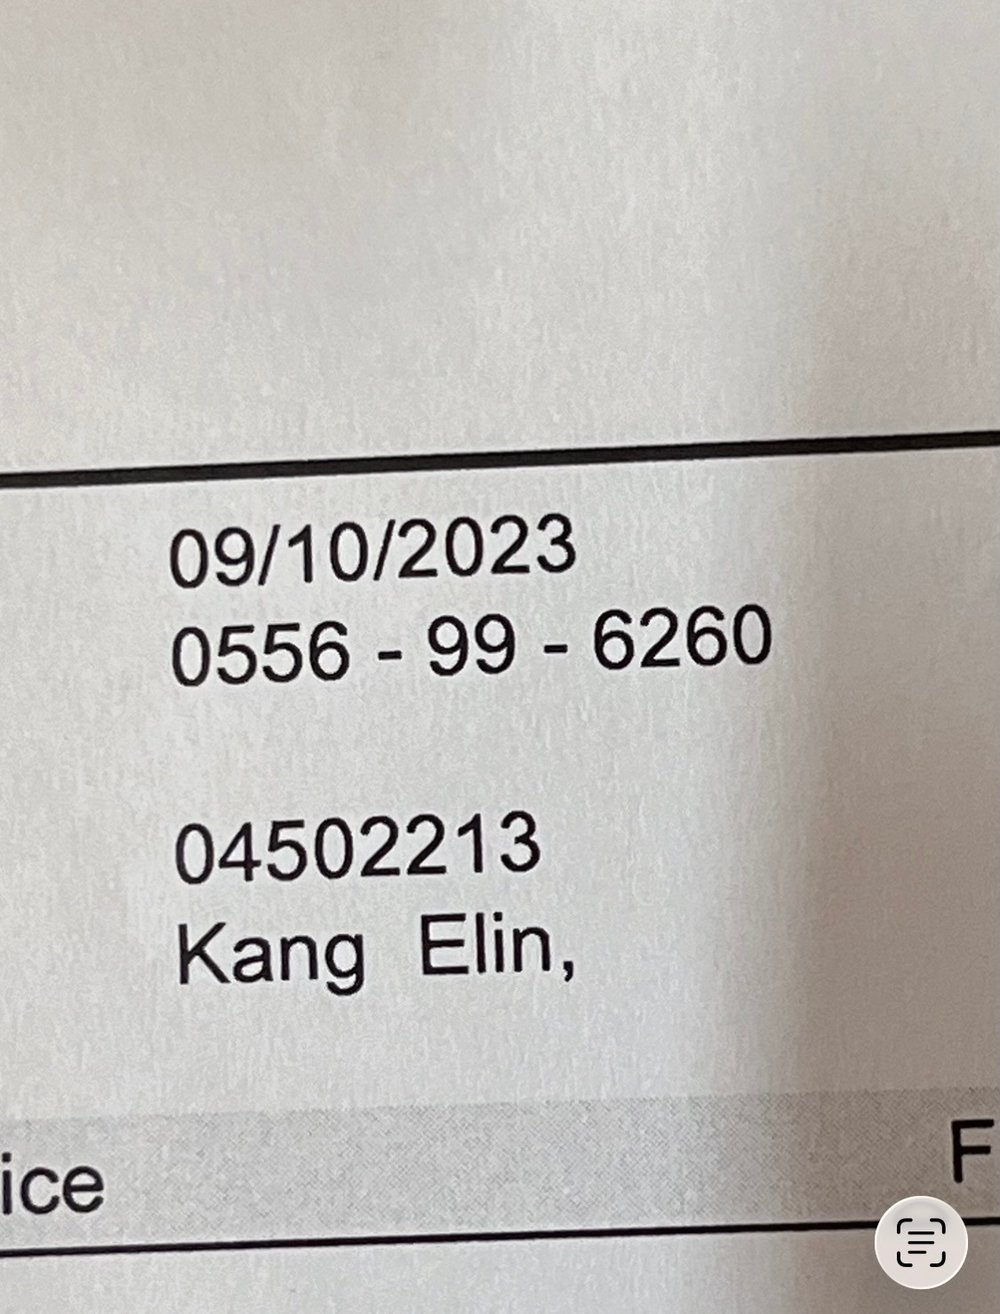 09/10/2023
0556 - 99 - 6260
04502213
Kang Elin,
ice F